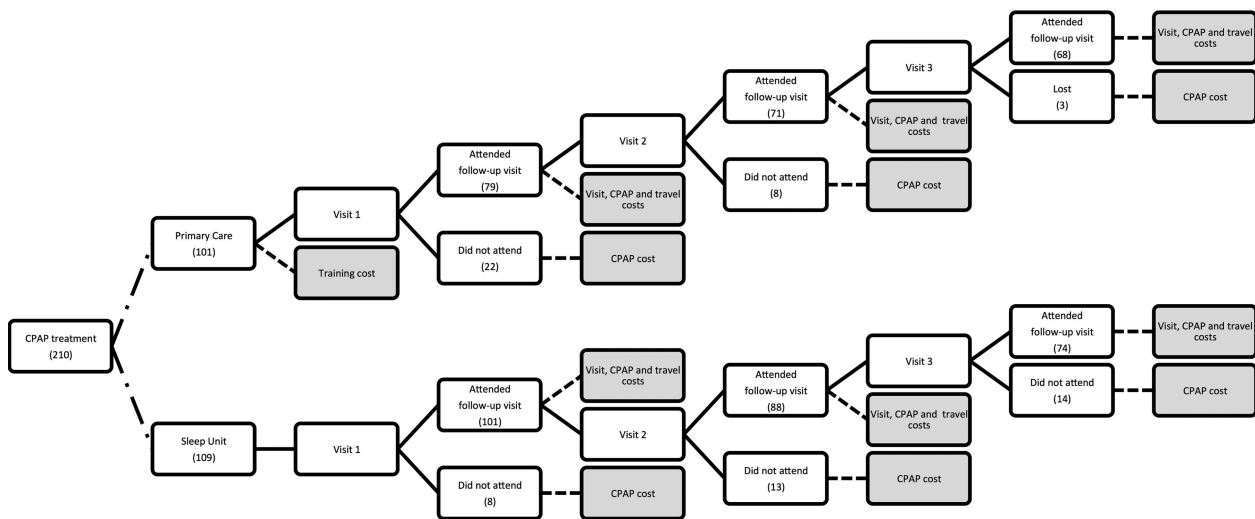 CPAP treatment
(210)
Primary Care
(101)
Visit 1
Training cost
Attended
follow-up visit
(79)
Did not attend
(22)
Visit 2
Visit, CPAP and travel
costs
CPAP cost
Attended
follow-up visit
(71)
Did not attend
(8)
Visit 3
Visit, CPAP and travel
costs
CPAP cost
Attended
follow-up visit
(68)
Lost
(3)
Visit, CPAP and travel
costs
CPAP cost
Sleep Unit
(109)
Visit 1
Attended
follow-up visit
(101)
Did not attend
(8)
Visit, CPAP and travel
costs
Visit 2
CPAP cost
Attended
follow-up visit
(88)
Did not attend
(13)
Visit 3
Visit, CPAP and travel
costs
CPAP cost
Attended
follow-up visit
(74)
Did not attend
(14)
Visit, CPAP and travel
costs
CPAP cost